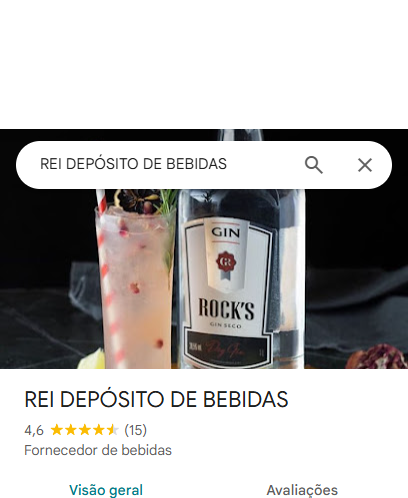 REI DEPÓSITO DE BEBIDAS
GIN
GR
ROCK'S
GIN SECO
Dry Gin
REI DEPÓSITO DE BEBIDAS
4,6 (15)
Fornecedor de bebidas
Visão geral Avaliações